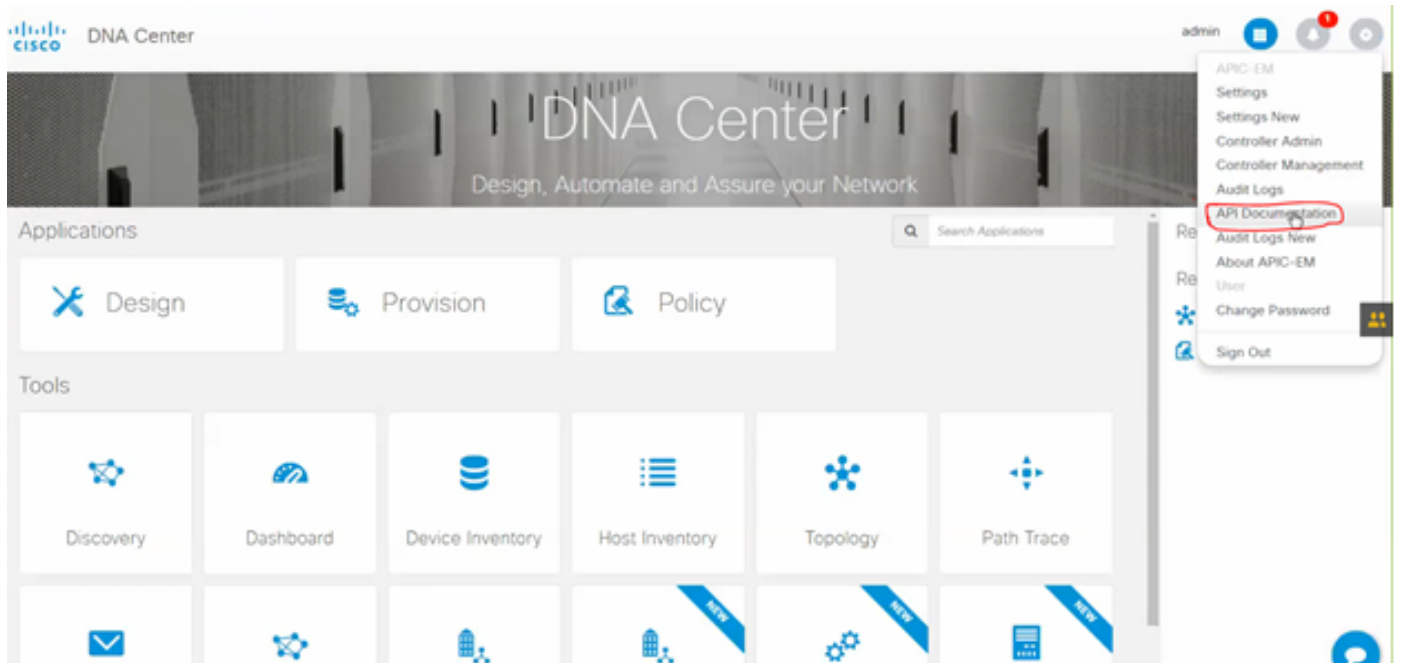 CISCO DNA Center
admin
1
DNA Center
Design, Automate and Assure your Network
APIC-EM
Settings
Settings New
Controller Admin
Controller Management
Audit Logs
API Documentation
Audit Logs New
About APIC-EM
User
Change Password
Sign Out
Applications
Search Applications
Re
Re
Design
Provision
Policy
Tools
Discovery
Dashboard
Device Inventory
Host Inventory
Topology
Path Trace
NEW
NEW
NEW